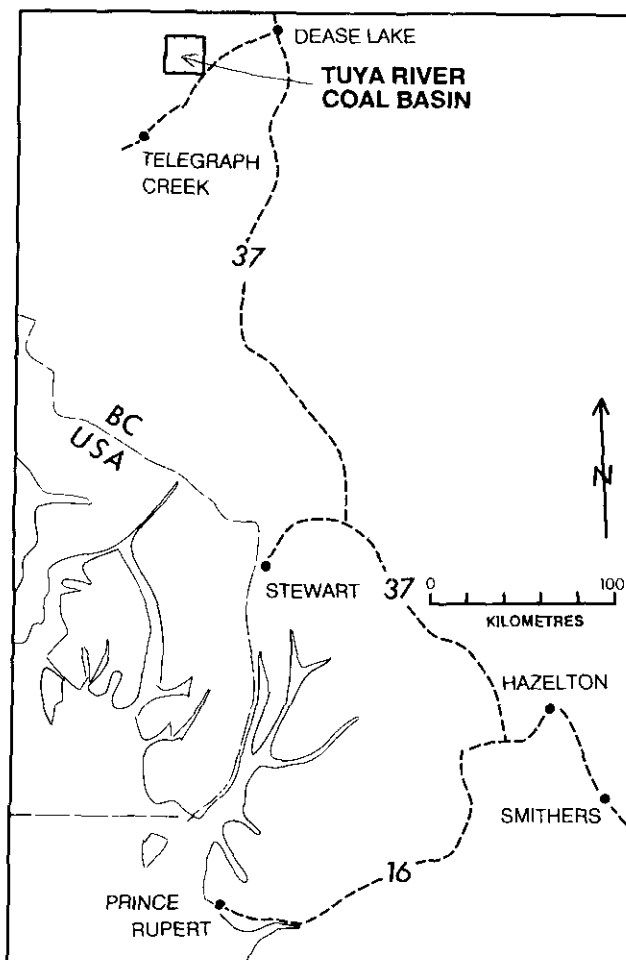 DEASE LAKE
TUYA RIVER
COAL BASIN
TELEGRAPH
CREEK
37
BC
USA
N
STEWART
37
0 100
KILOMETRES
HAZELTON
SMITHERS
16
PRINCE
RUPERT